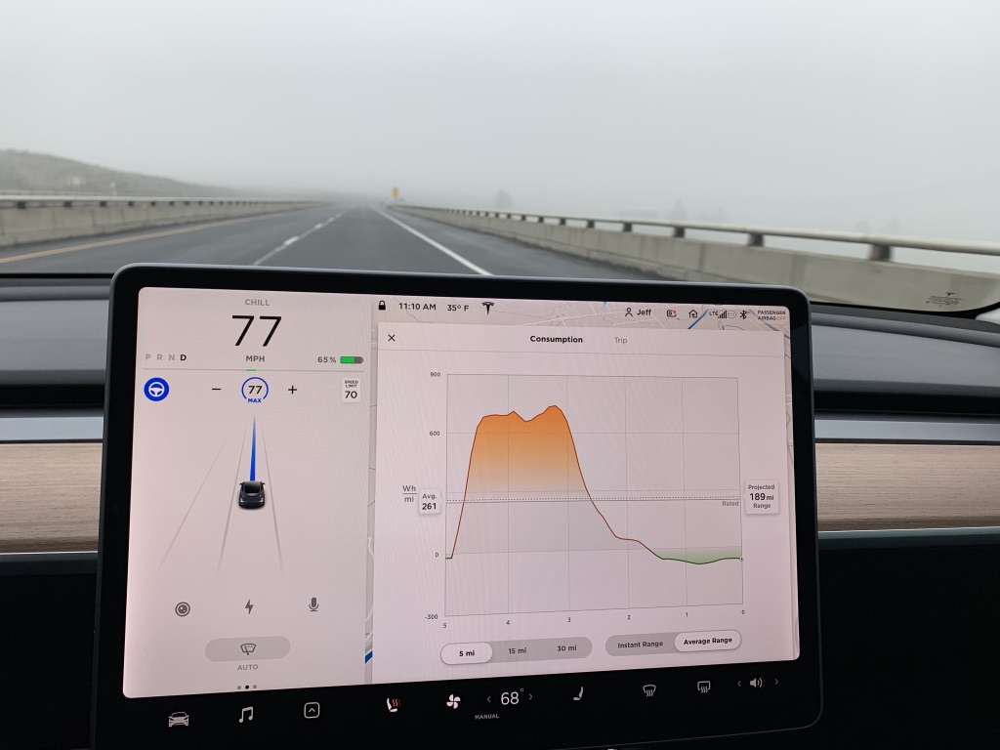 CHILL
77
MPH
P R N D
65 %
77
MAX
SPEED
LIMIT
70
AUTO
11:10 AM
35° F
Jeff
LTE
PASSENGER
AIRBAG OFF
Consumption
Trip
900
600
Wh
mi
Avg.
261
Rated
Projected
189 mi
Range
0
-300
5
4
3
2
1
0
5 mi
15 mi
30 mi
Instant Range
Average Range
68°
MANUAL